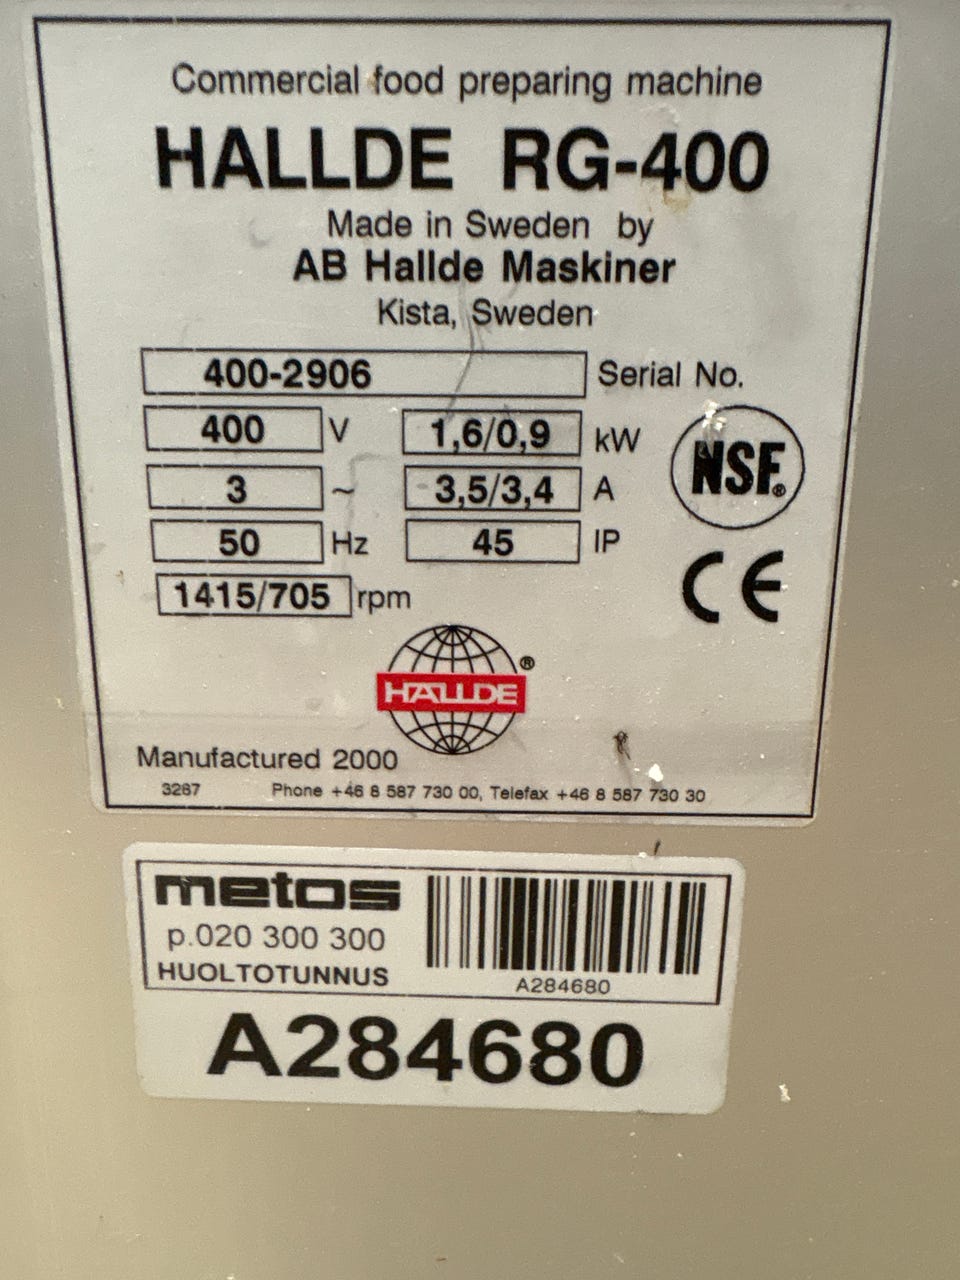 Commercial food preparing machine
HALLDE RG-400
Made in Sweden by
AB Hallde Maskiner
Kista, Sweden
400-2906 Serial No.
400 V 1,6/0,9 kW
3 ~ 3,5/3,4 A
50 Hz 45 IP
1415/705 rpm
NSF®
CE
HALLDE®
Manufactured 2000
3287 Phone +46 8 587 730 00, Telefax +46 8 587 730 30
metos
p.020 300 300
HUOLTOTUNNUS
A284680
A284680